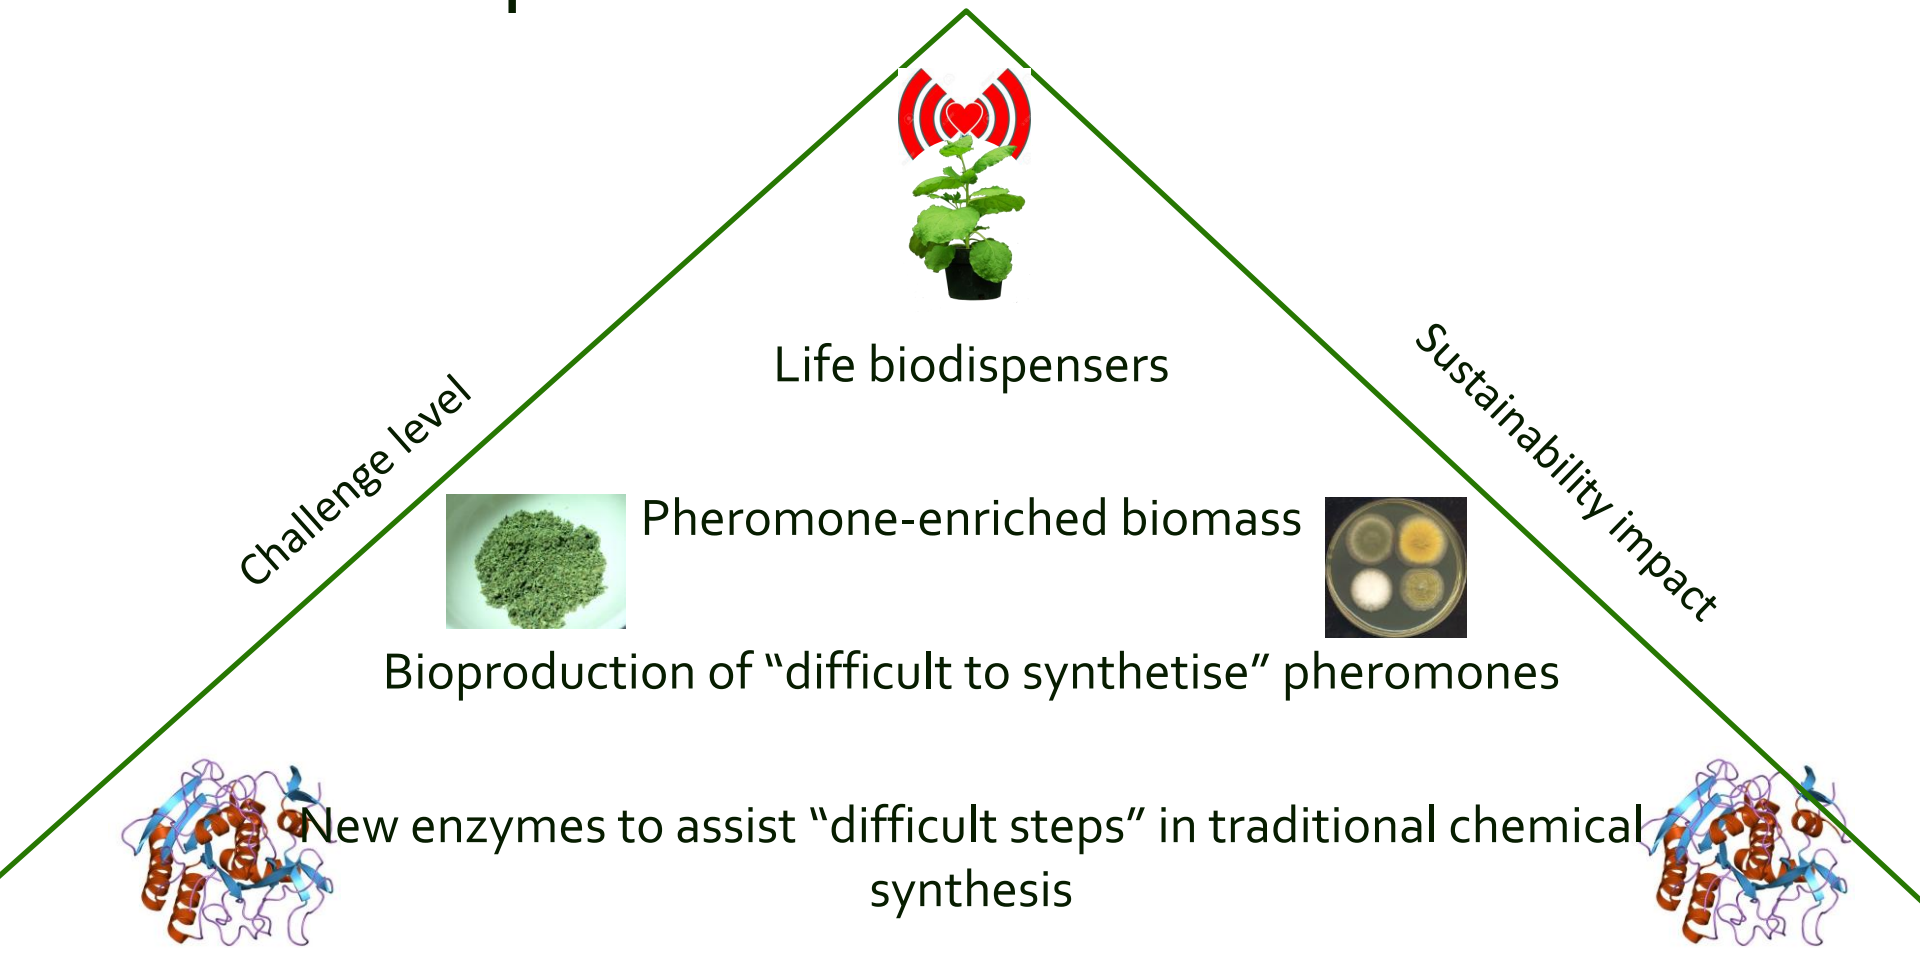 Life biodispensers
Challenge level
Sustainability impact
Pheromone-enriched biomass
Bioproduction of “difficult to synthetise” pheromones
New enzymes to assist “difficult steps” in traditional chemical
synthesis